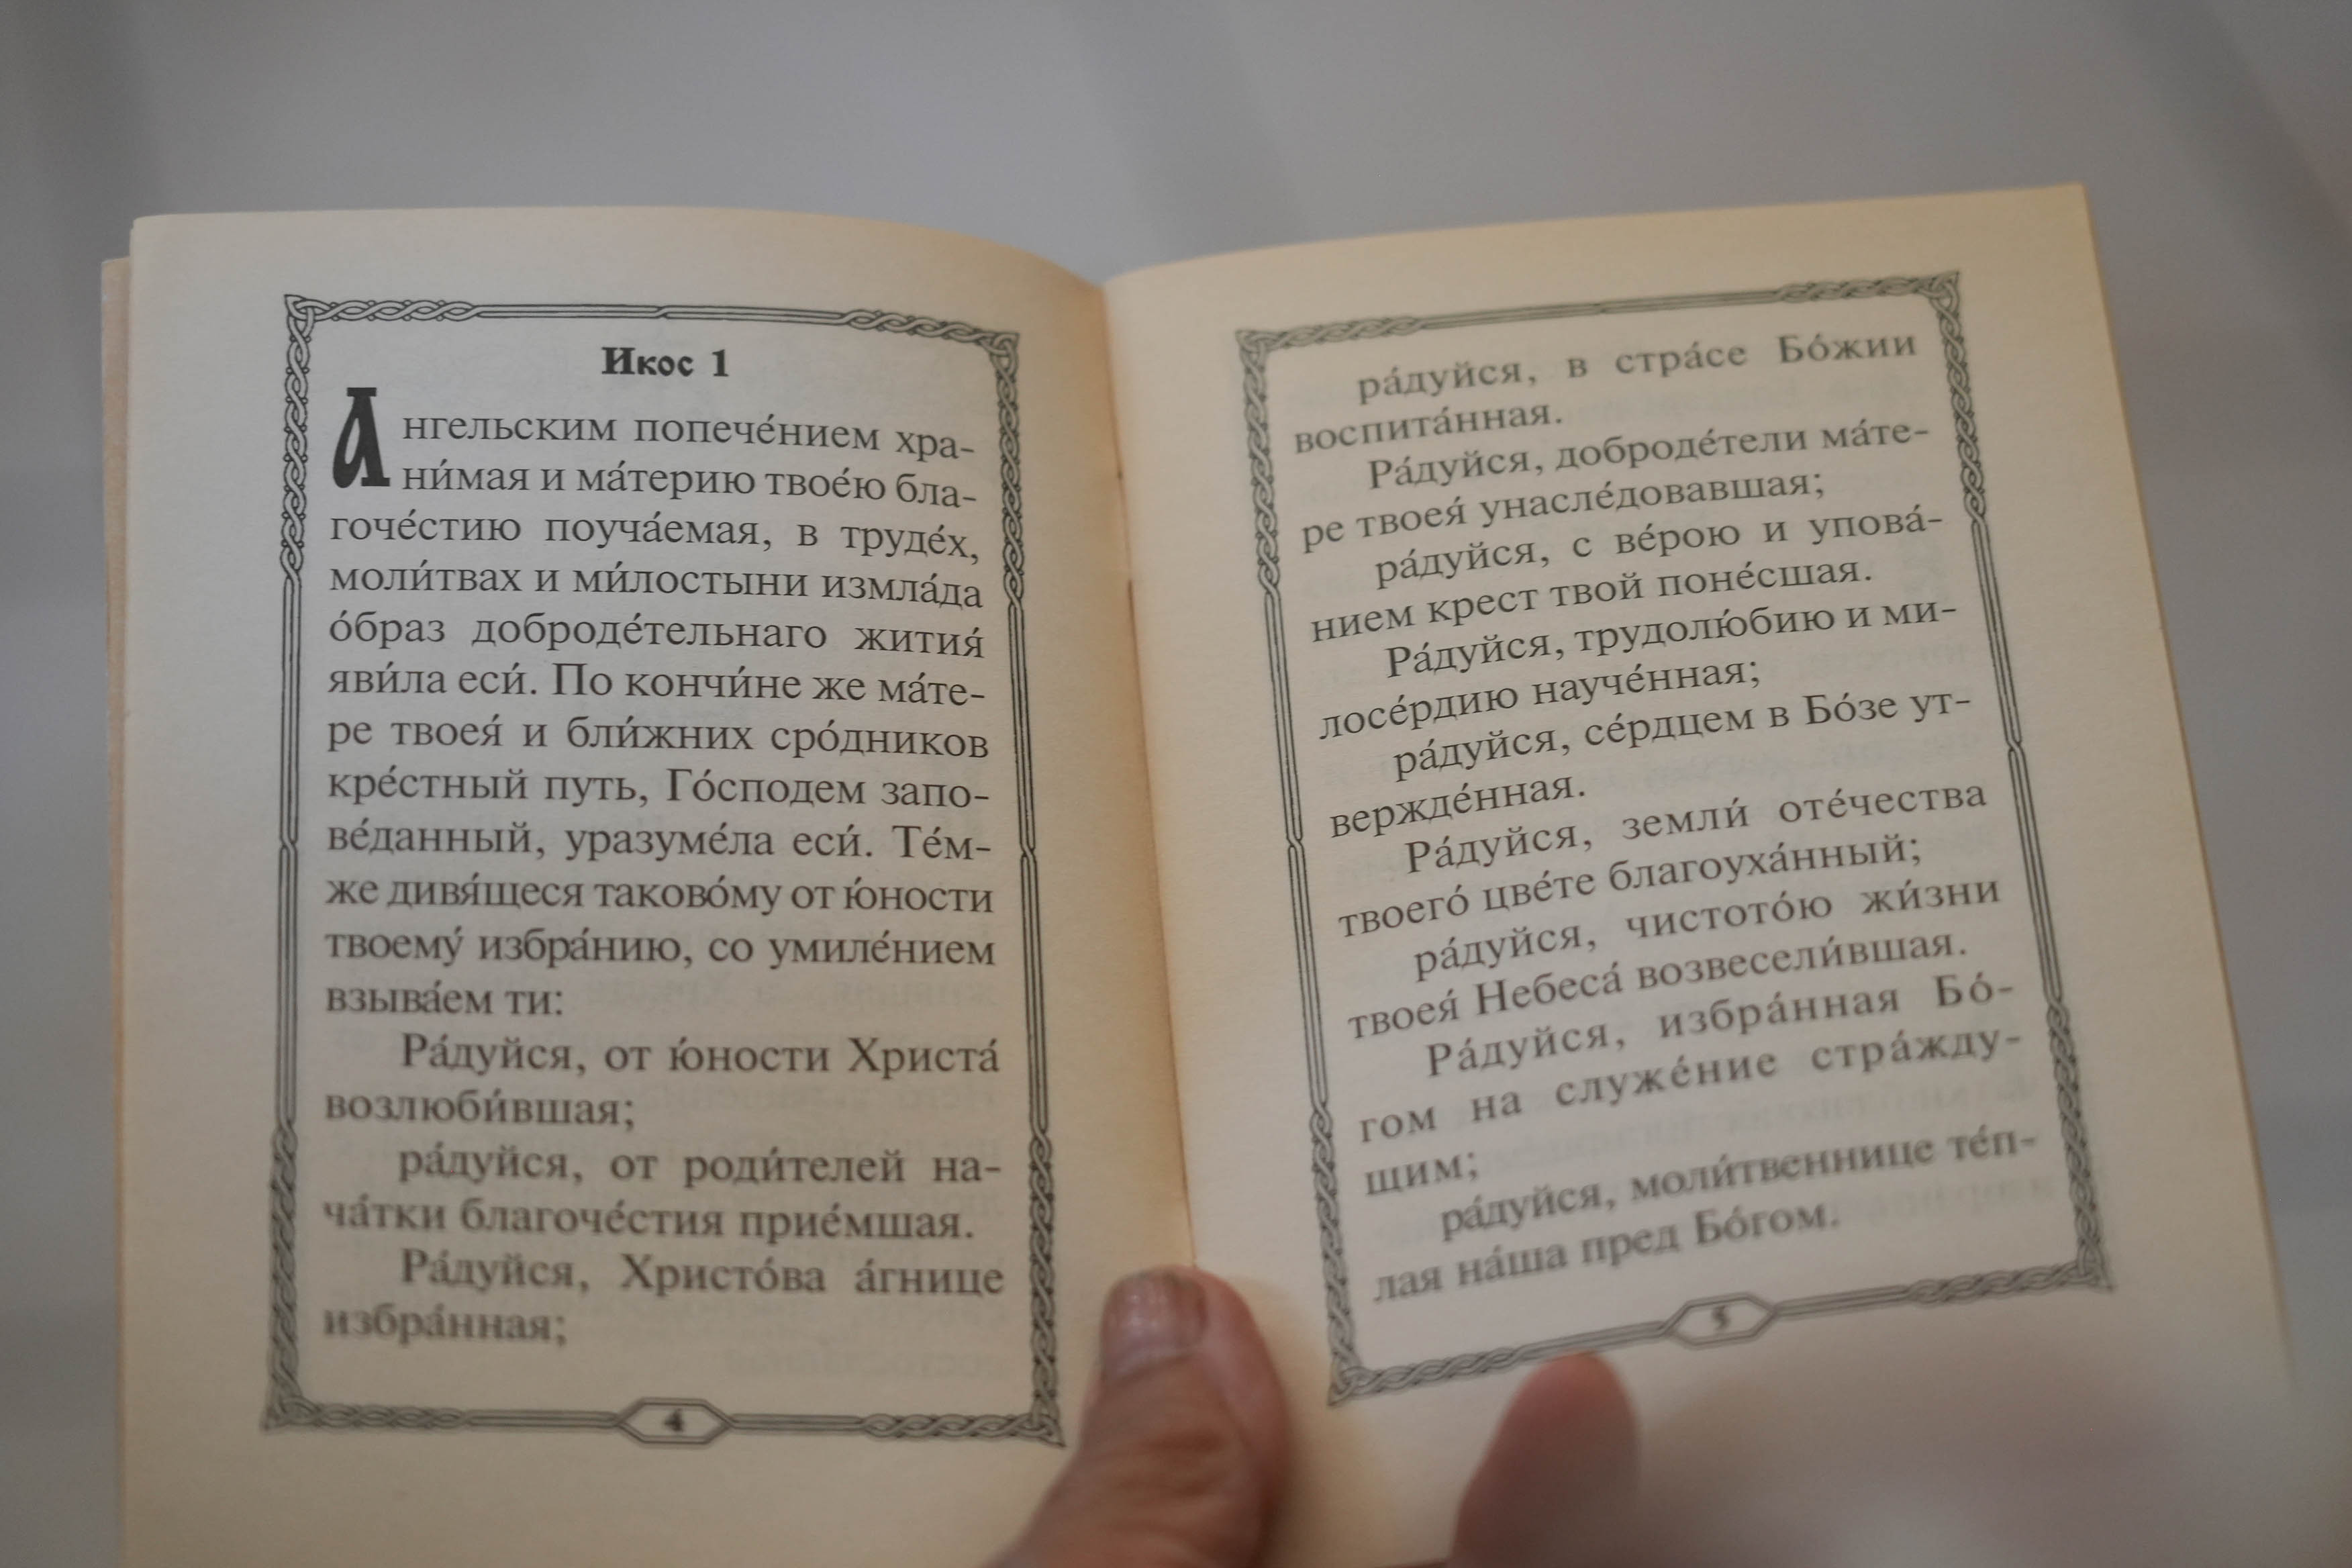 Икос 1
Ангельским попече́нием хра-
ни́мая и ма́терию твое́ю бла-
гоче́стию поуча́емая, в труде́х,
моли́твах и ми́лостыни измла́да
о́браз доброде́тельнаго жития́
яви́ла еси́. По кончи́не же ма́те-
ре твоея́ и бли́жних сро́дников
кре́стный путь, Го́сподем запо-
ве́данный, уразуме́ла еси́. Те́м-
же дивя́щеся таково́му от ю́ности
твоему́ избра́нию, со умиле́нием
взыва́ем ти:
Ра́дуйся, от ю́ности Христа́
возлюби́вшая;
ра́дуйся, от роди́телей на-
ча́тки благоче́стия прие́мшая.
Ра́дуйся, Христо́ва а́гнице
избра́нная;
4
ра́дуйся, в стра́се Бо́жии
воспита́нная.
Ра́дуйся, доброде́тели ма́те-
ре твоея́ унасле́довавшая;
ра́дуйся, с ве́рою и упова́-
нием крест твой поне́сшая.
Ра́дуйся, трудолю́бию и ми-
лосе́рдию науче́нная;
ра́дуйся, се́рдцем в Бо́зе ут-
вержде́нная.
Ра́дуйся, земли́ оте́чества
твоего́ цве́те благоуха́нный;
ра́дуйся, чистото́ю жи́зни
твоея́ Небеса́ возвесели́вшая.
Ра́дуйся, избра́нная Бо́-
гом на служе́ние стра́жду-
щим;
ра́дуйся, моли́твеннице те́п-
лая на́ша пред Бо́гом.
5